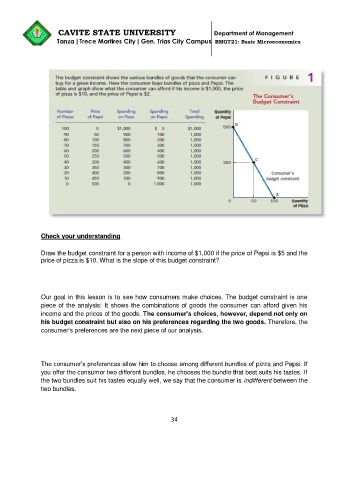 CAVITE STATE UNIVERSITY
Department of Management
Tanza | Trece Martires City | Gen. Trias City Campus
BMGT21: Basic Microeconomics
The budget constraint shows the various bundles of goods that the consumer can
buy for a given income. Here the consumer buys bundles of pizza and Pepsi. The
table and graph show what the consumer can afford if his income is $1,000, the price
of pizza is $10, and the price of Pepsi is $2.
FIGURE 1
The Consumer's
Budget Constraint
Number of Pizzas Pints of Pepsi Spending on Pizza Spending on Pepsi Total Spending
100 0 $1,000 $ 0 $1,000
90 50 900 100 1,000
80 100 800 200 1,000
70 150 700 300 1,000
60 200 600 400 1,000
50 250 500 500 1,000
40 300 400 600 1,000
30 350 300 700 1,000
20 400 200 800 1,000
10 450 100 900 1,000
0 500 0 1,000 1,000
Quantity
of Pepsi
500
B
250
C
Consumer's
budget constraint
A
0 50 100 Quantity
of Pizza
Check your understanding
Draw the budget constraint for a person with income of $1,000 if the price of Pepsi is $5 and the
price of pizza is $10. What is the slope of this budget constraint?
Our goal in this lesson is to see how consumers make choices. The budget constraint is one
piece of the analysis: It shows the combinations of goods the consumer can afford given his
income and the prices of the goods. The consumer's choices, however, depend not only on
his budget constraint but also on his preferences regarding the two goods. Therefore, the
consumer's preferences are the next piece of our analysis.
The consumer's preferences allow him to choose among different bundles of pizza and Pepsi. If
you offer the consumer two different bundles, he chooses the bundle that best suits his tastes. If
the two bundles suit his tastes equally well, we say that the consumer is indifferent between the
two bundles.
34